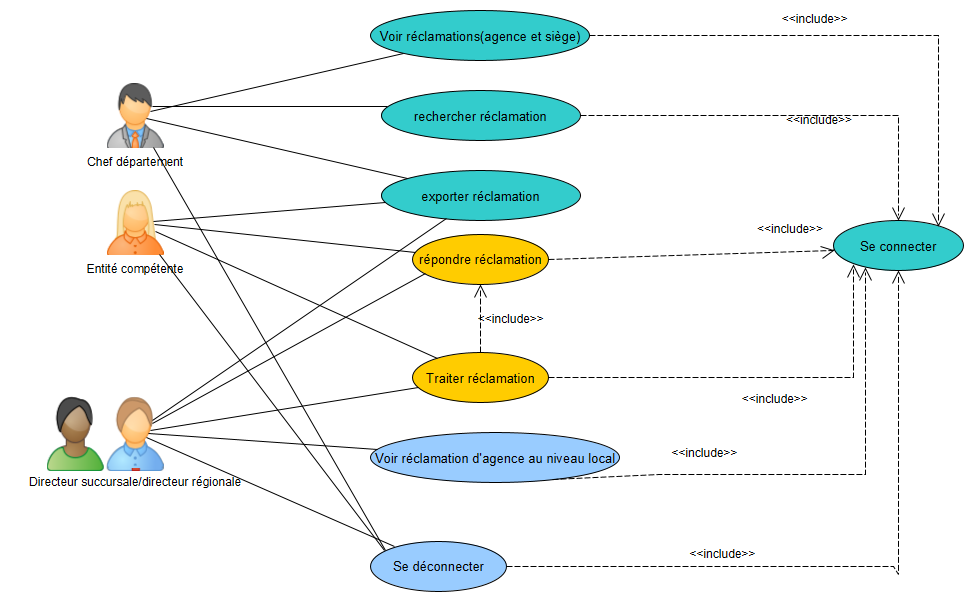 <<include>>
Voir réclamations(agence et siège)
rechercher réclamation
<<include>>
Chef département
exporter réclamation
<<include>>
Se connecter
répondre réclamation
Entité compétente
<<include>>
Traiter réclamation
<<include>>
<<include>>
Voir réclamation d'agence au niveau local
Directeur succursale/directeur régionale
<<include>>
Se déconnecter